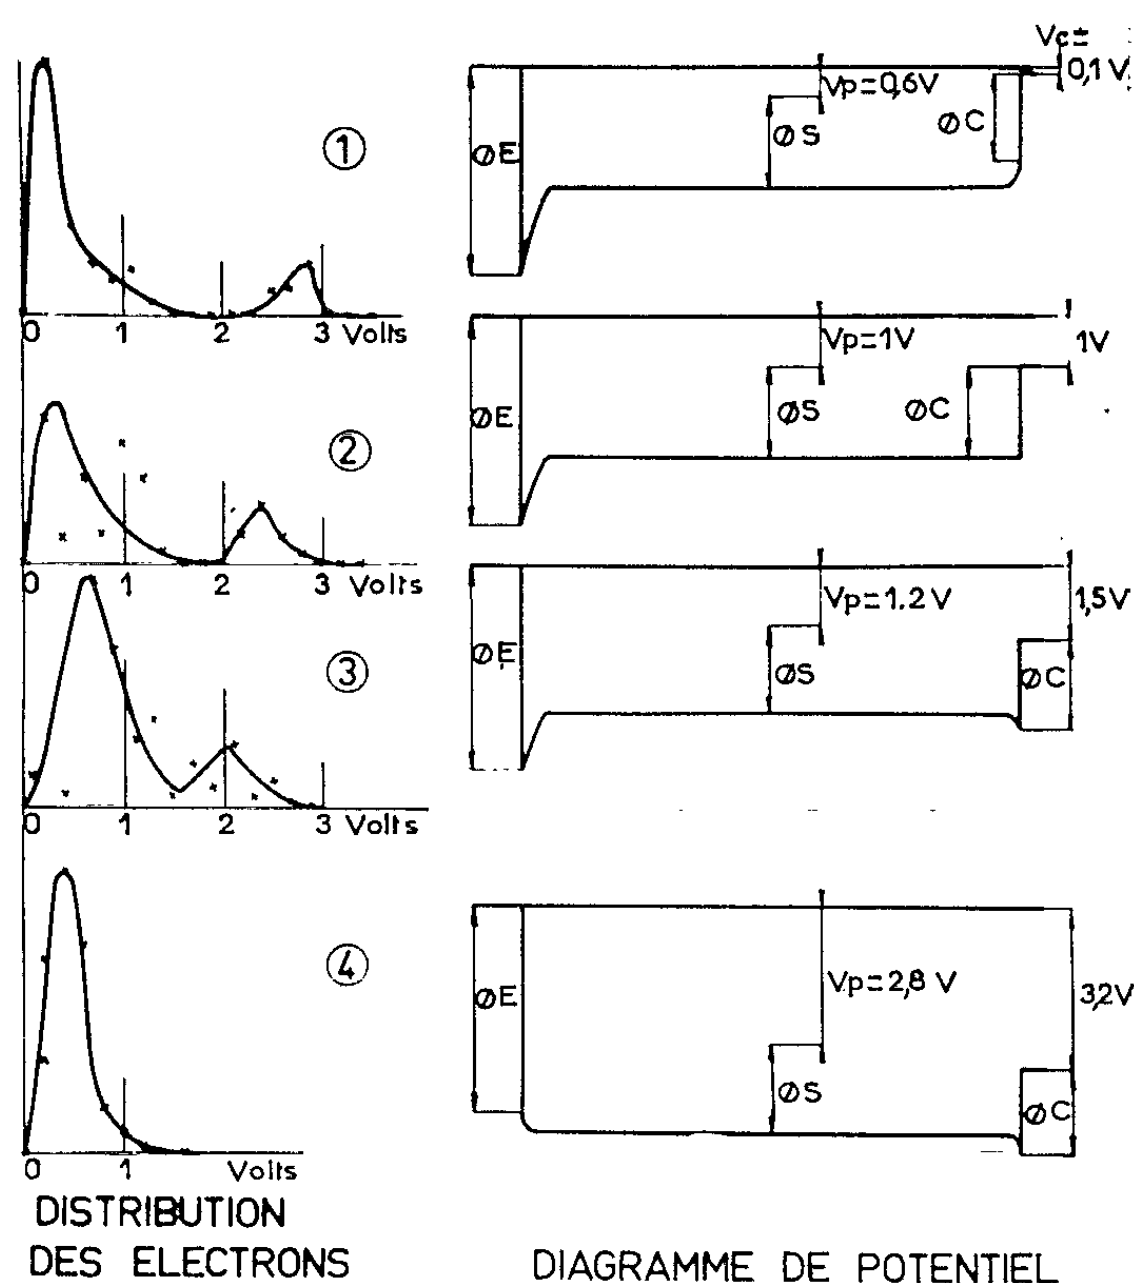 Vc=
0,1V
Vp=0,6V
ØE
ØS
ØC
①
0 1 2 3 Volts
Vp=1V
1V
ØE
ØS
ØC
②
0 1 2 3 Volts
Vp=1.2V
1,5V
ØE
ØS
ØC
③
0 1 2 3 Volts
④
ØE
Vp=2,8 V
3,2V
ØS
ØC
0 1 Volts
DISTRIBUTION
DES ELECTRONS
DIAGRAMME DE POTENTIEL